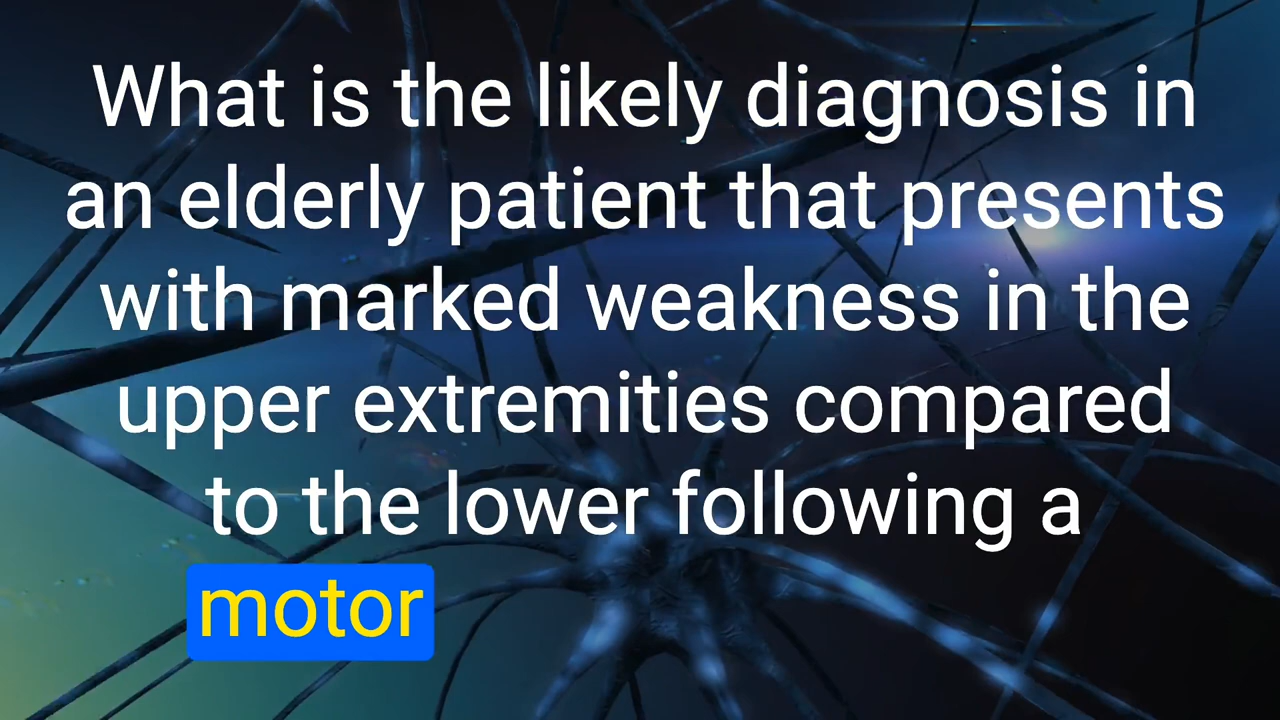 What is the likely diagnosis in
an elderly patient that presents
with marked weakness in the
upper extremities compared
to the lower following a
motor